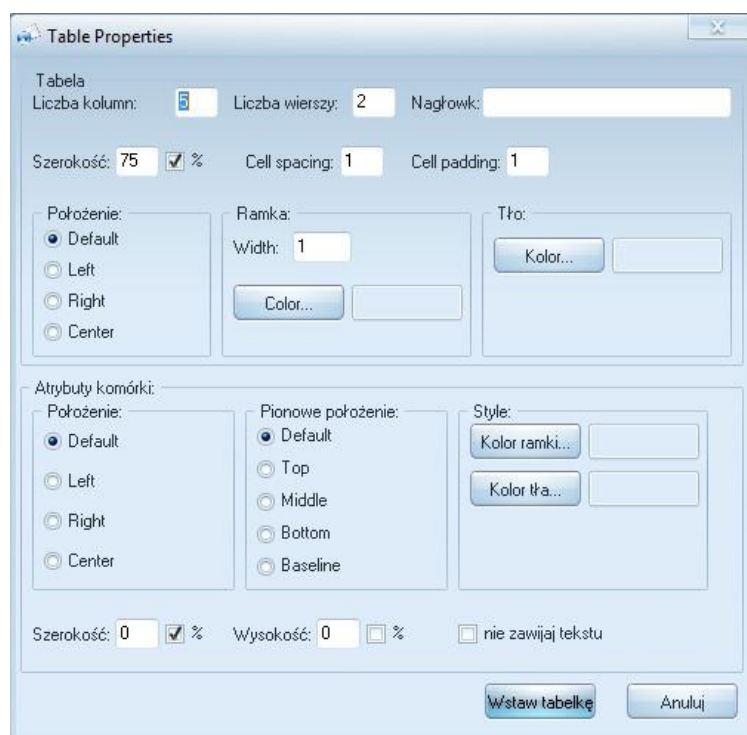 Table Properties
Tabela
Liczba kolumn: 5 Liczba wierszy: 2 Nagłowk:
Szerokość: 75 % Cell spacing: 1 Cell padding: 1
Położenie: Ramka: Tło:
Default
Width: 1
Kolor...
Left
Right
Color...
Center
Atrybuty komórki:
Położenie: Pionowe położenie: Style:
Default Default Kolor ramki...
Left Top
Kolor tła...
Middle
Right
Bottom
Center
Baseline
Szerokość: 0 % Wysokość: 0 % nie zawijaj tekstu
Wstaw tabelkę Anuluj